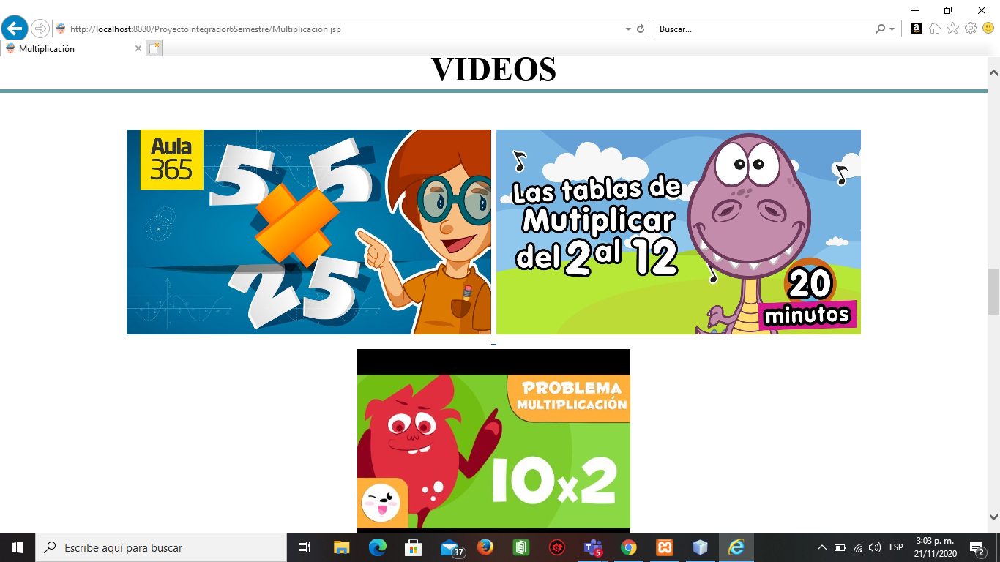 http://localhost:8080/ProyectoIntegrador6Semestre/Multiplicacion.jsp
Buscar...
Multiplicación
VIDEOS
Aula
365
5 x 5
25
Las tablas de
Mutiplicar
del 2 al 12
20
minutos
PROBLEMA
MULTIPLICACIÓN
10x2
Escribe aquí para buscar
37
5
ESP
3:03 p. m.
21/11/2020
2